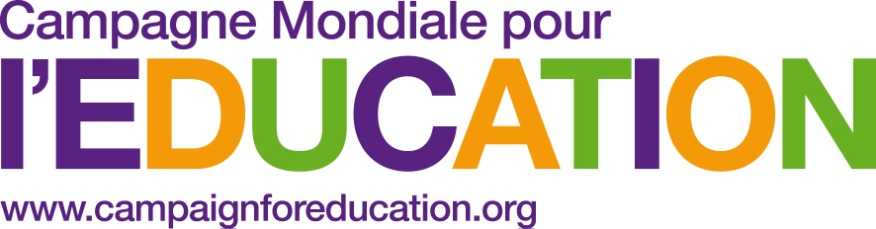 Campagne Mondiale pour
l’EDUCATION
www.campaignforeducation.org